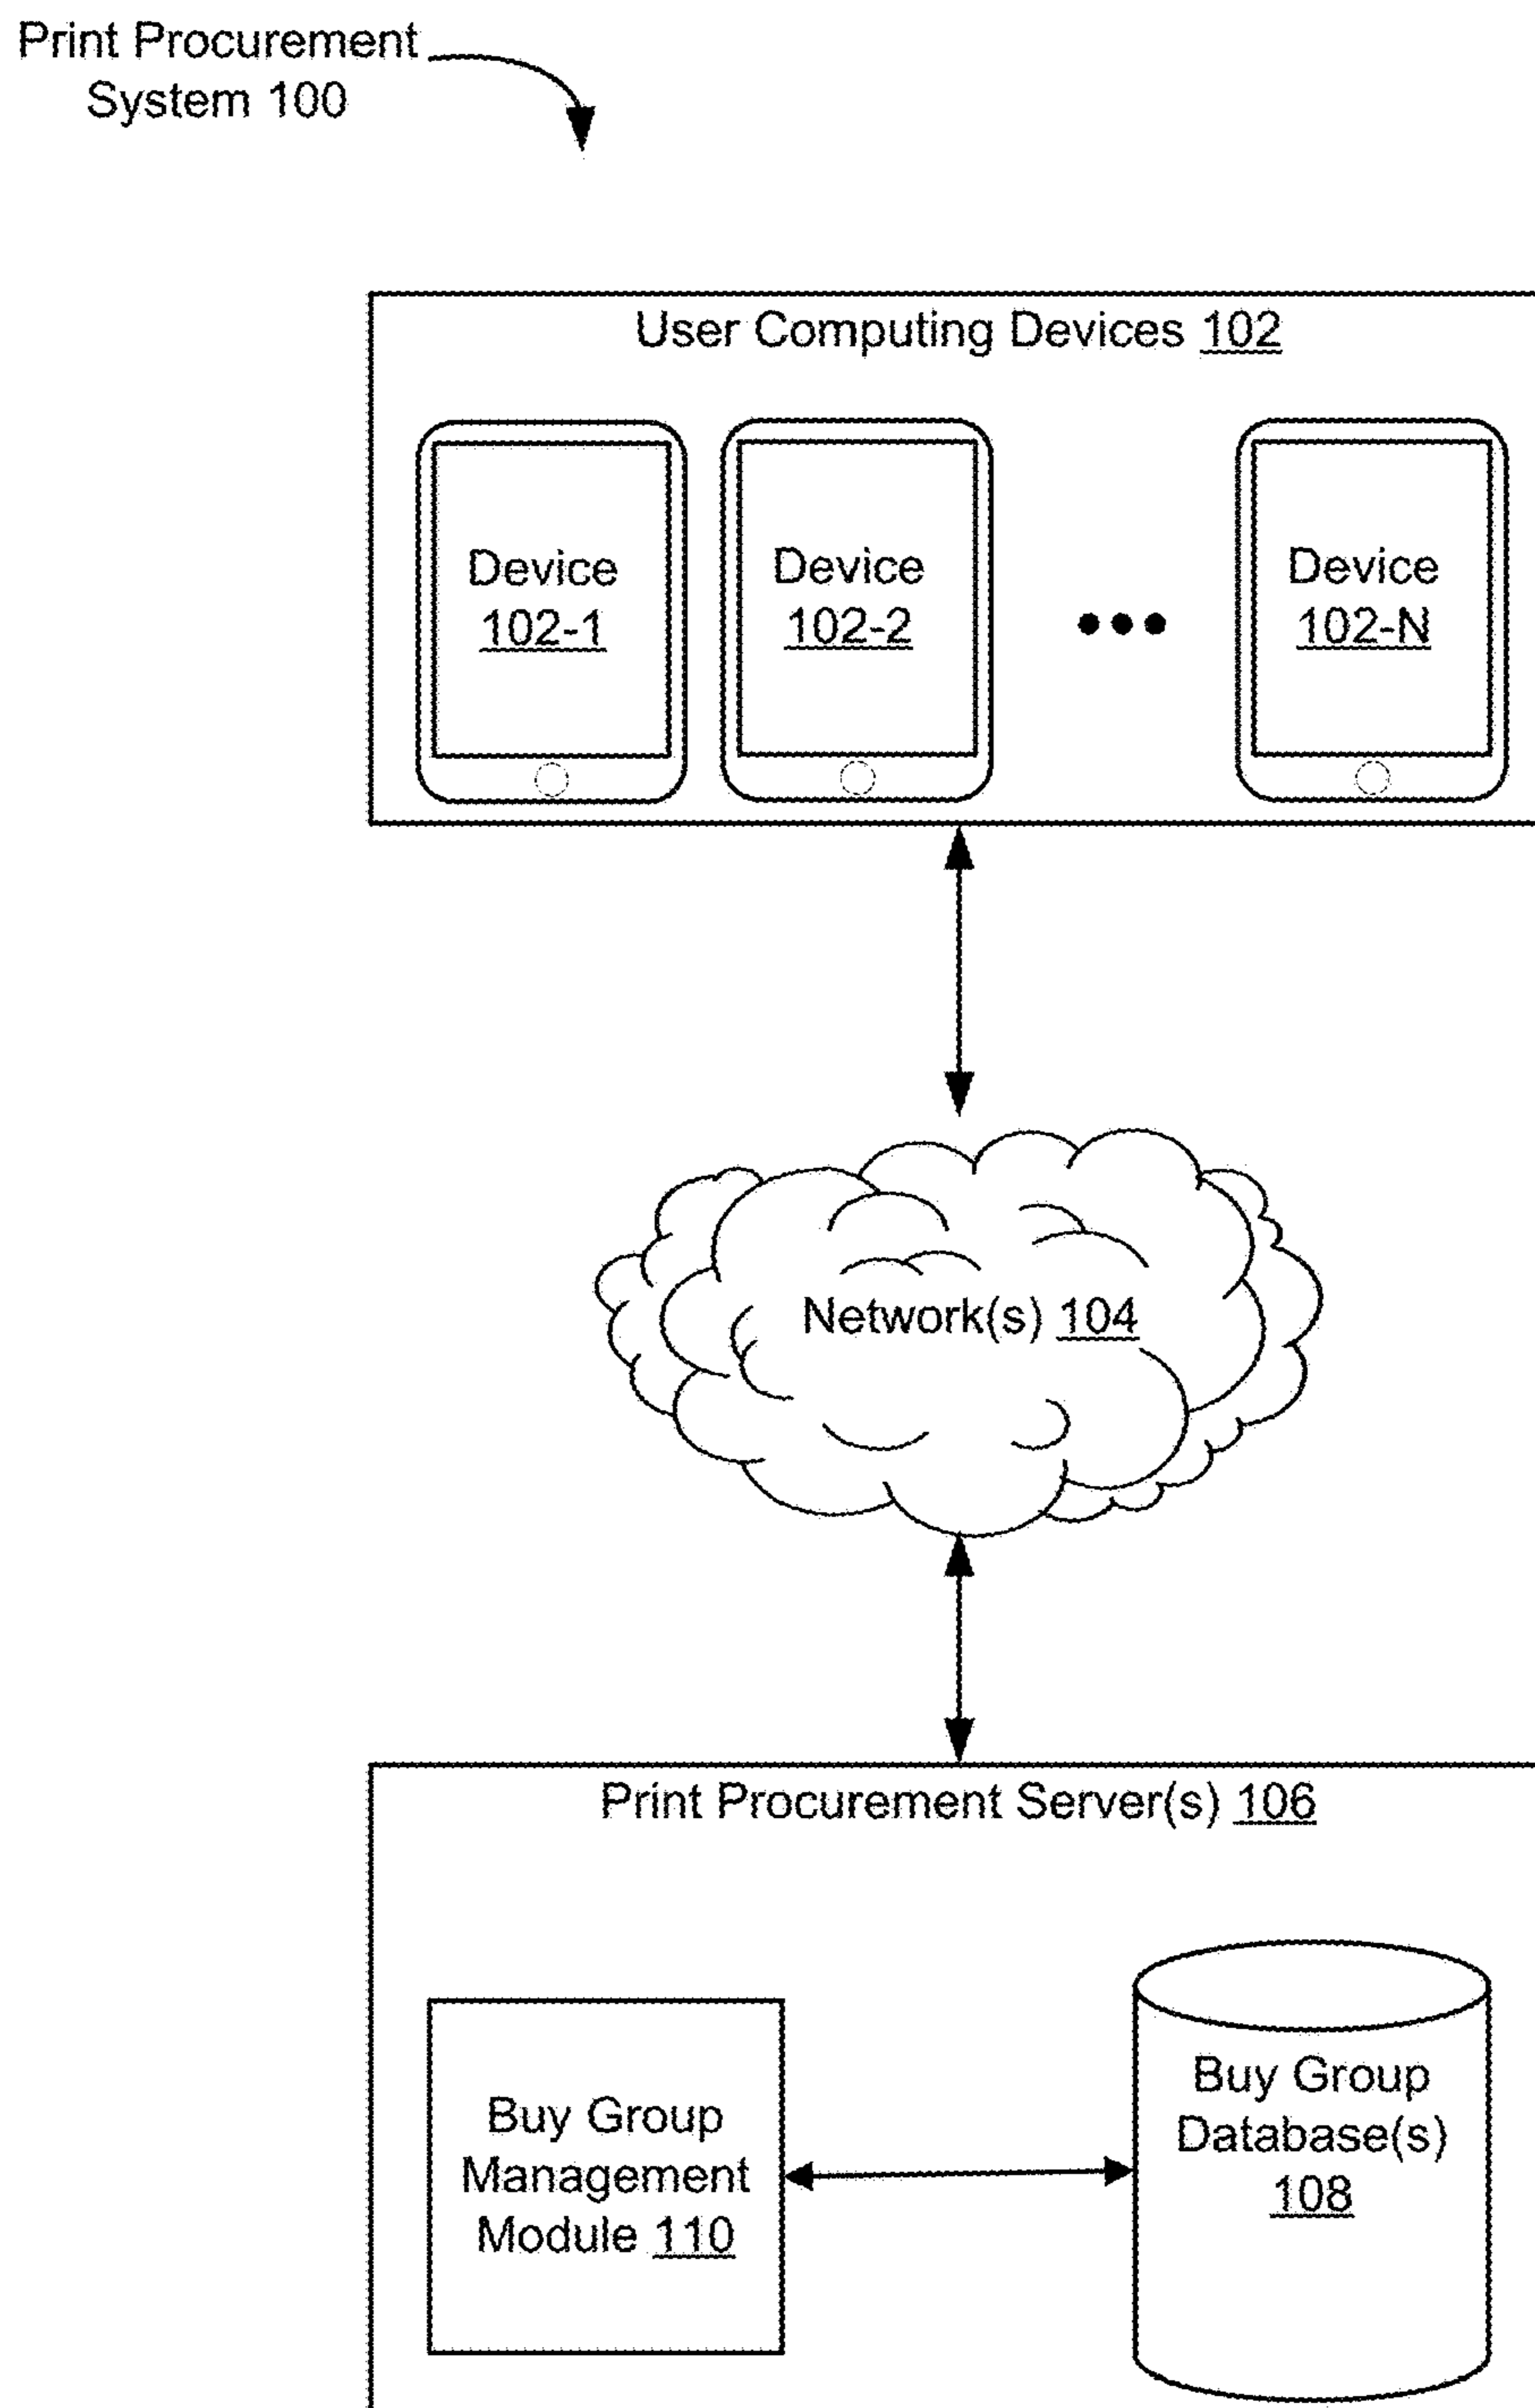 Print Procurement
System 100
User Computing Devices 102
Device
102-1
Device
102-2
Device
102-N
Network(s) 104
Print Procurement Server(s) 106
Buy Group
Management
Module 110
Buy Group
Database(s)
108